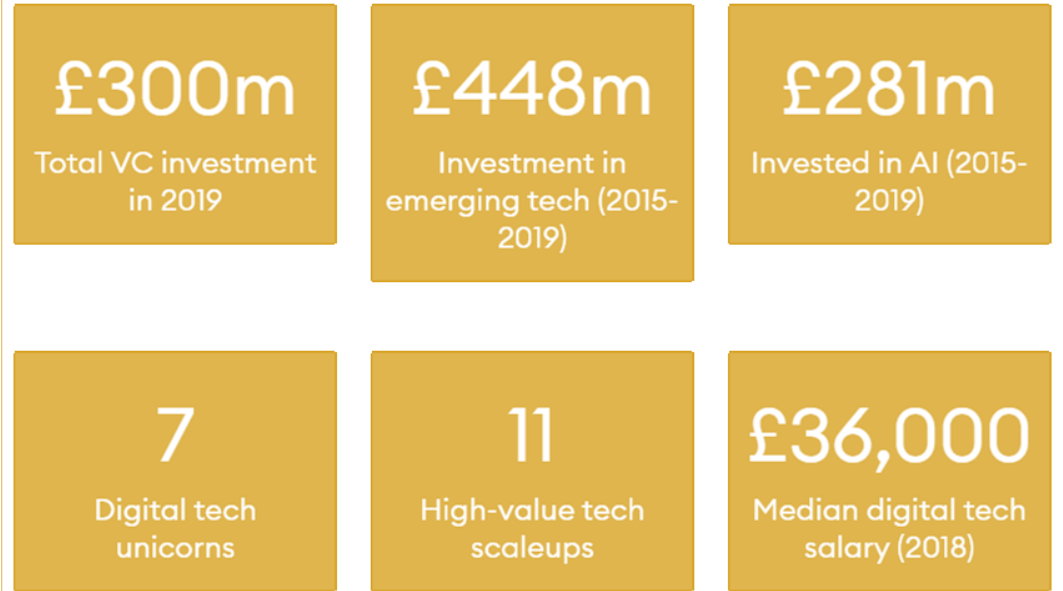 £300m
Total VC investment
in 2019
£448m
Investment in
emerging tech (2015-
2019)
£281m
Invested in AI (2015-
2019)
7
Digital tech
unicorns
11
High-value tech
scaleups
£36,000
Median digital tech
salary (2018)